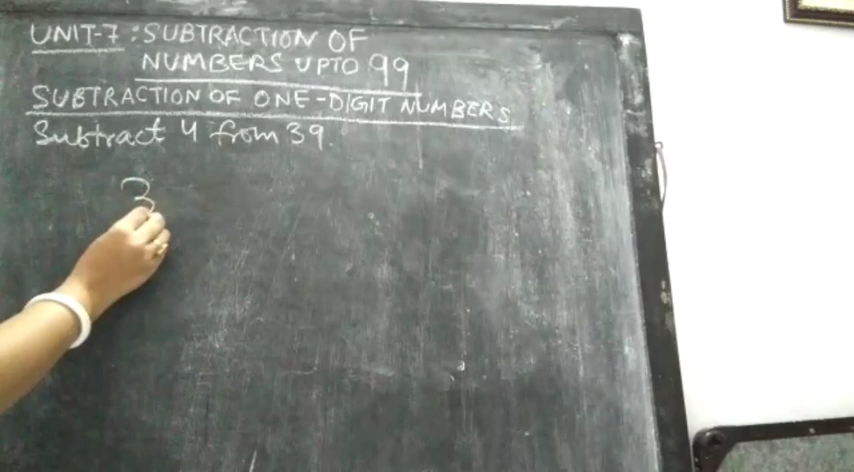 UNIT-7 : SUBTRACTION OF
NUMBERS UPTO 99
SUBTRACTION OF ONE-DIGIT NUMBERS
Subtract 4 from 39.
3